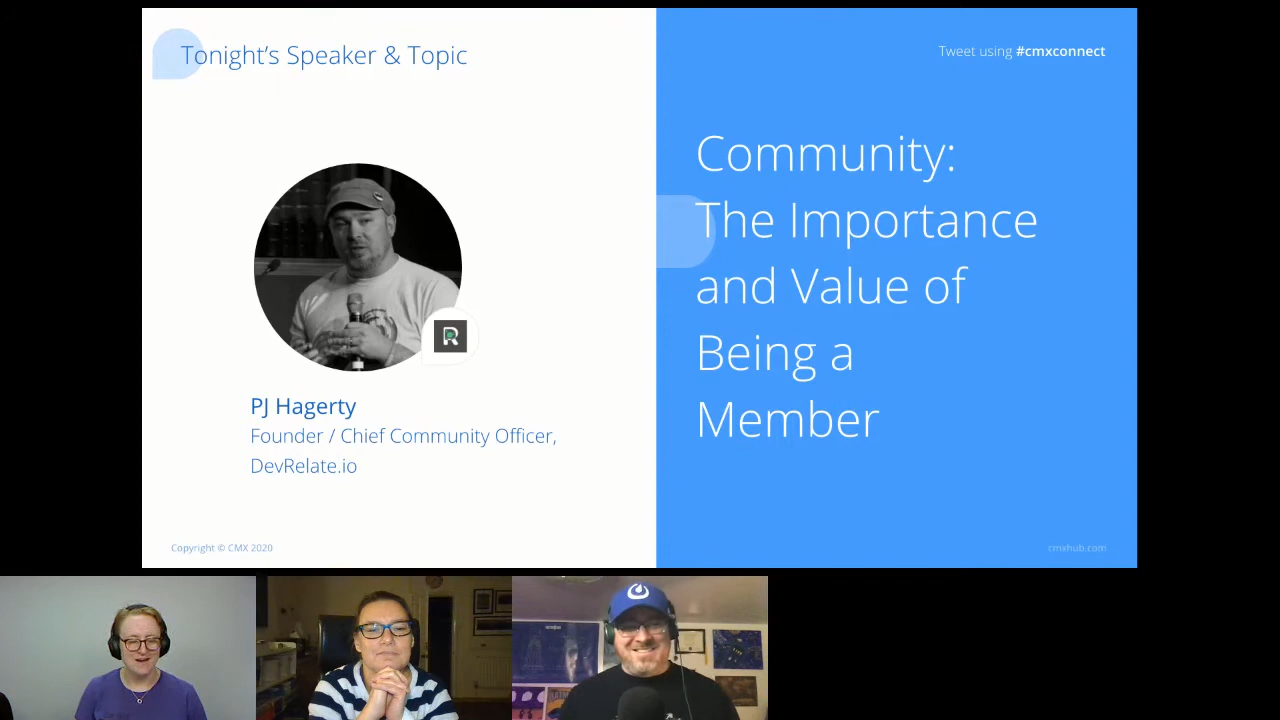 Tonight's Speaker & Topic
PJ Hagerty
Founder / Chief Community Officer,
DevRelate.io
Copyright © CMX 2020
Tweet using #cmxconnect
Community:
The Importance
and Value of
Being a
Member
cmxhub.com
R